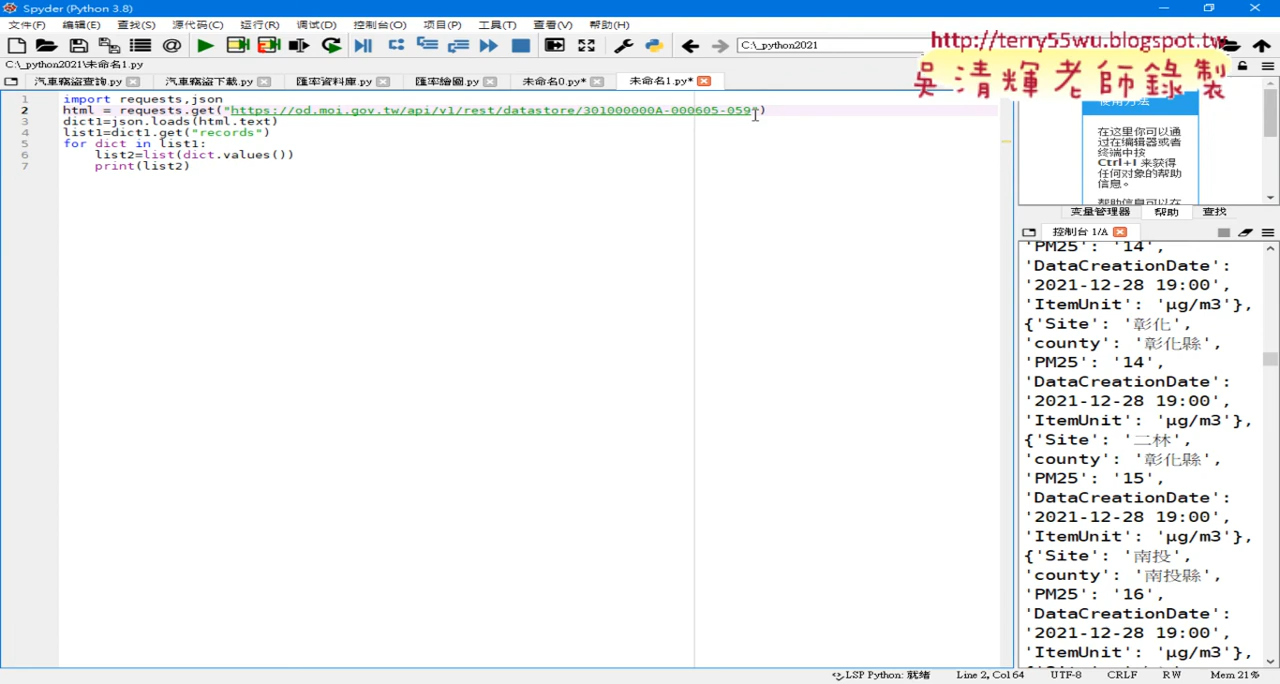 Spyder (Python 3.8)
文件(F) 编辑(E) 查找(S) 源代码(C) 运行(R) 调试(D) 控制台(O) 项目(P) 工具(T) 查看(V) 帮助(H)
C:\_python2021
http://terry55wu.blogspot.tw
吳清輝老師錄製
C:\_python2021\未命名1.py
汽車竊盜查詢.py 汽車竊盜下載.py 匯率資料庫.py 匯率繪圖.py 未命名0.py* 未命名1.py*
1 import requests,json
2 html = requests.get("https://od.moi.gov.tw/api/v1/rest/datastore/301000000A-000605-059")
3 dict1=json.loads(html.text)
4 list1=dict1.get("records")
5 for dict in list1:
6 list2=list(dict.values())
7 print(list2)
使用方法
在这里你可以通
过在编辑器或者
终端中按
Ctrl+I 来获得
任何对象的帮助
信息。
帮助信息可以在
变量管理器 帮助 查找
控制台 1/A
'PM25': '14',
'DataCreationDate':
'2021-12-28 19:00',
'ItemUnit': 'μg/m3'},
{'Site': '彰化',
'county': '彰化縣',
'PM25': '14',
'DataCreationDate':
'2021-12-28 19:00',
'ItemUnit': 'μg/m3'},
{'Site': '二林',
'county': '彰化縣',
'PM25': '15',
'DataCreationDate':
'2021-12-28 19:00',
'ItemUnit': 'μg/m3'},
{'Site': '南投',
'county': '南投縣',
'PM25': '16',
'DataCreationDate':
'2021-12-28 19:00',
'ItemUnit': 'μg/m3'},
LSP Python: 就绪 Line 2, Col 64 UTF-8 CRLF RW Mem 21%